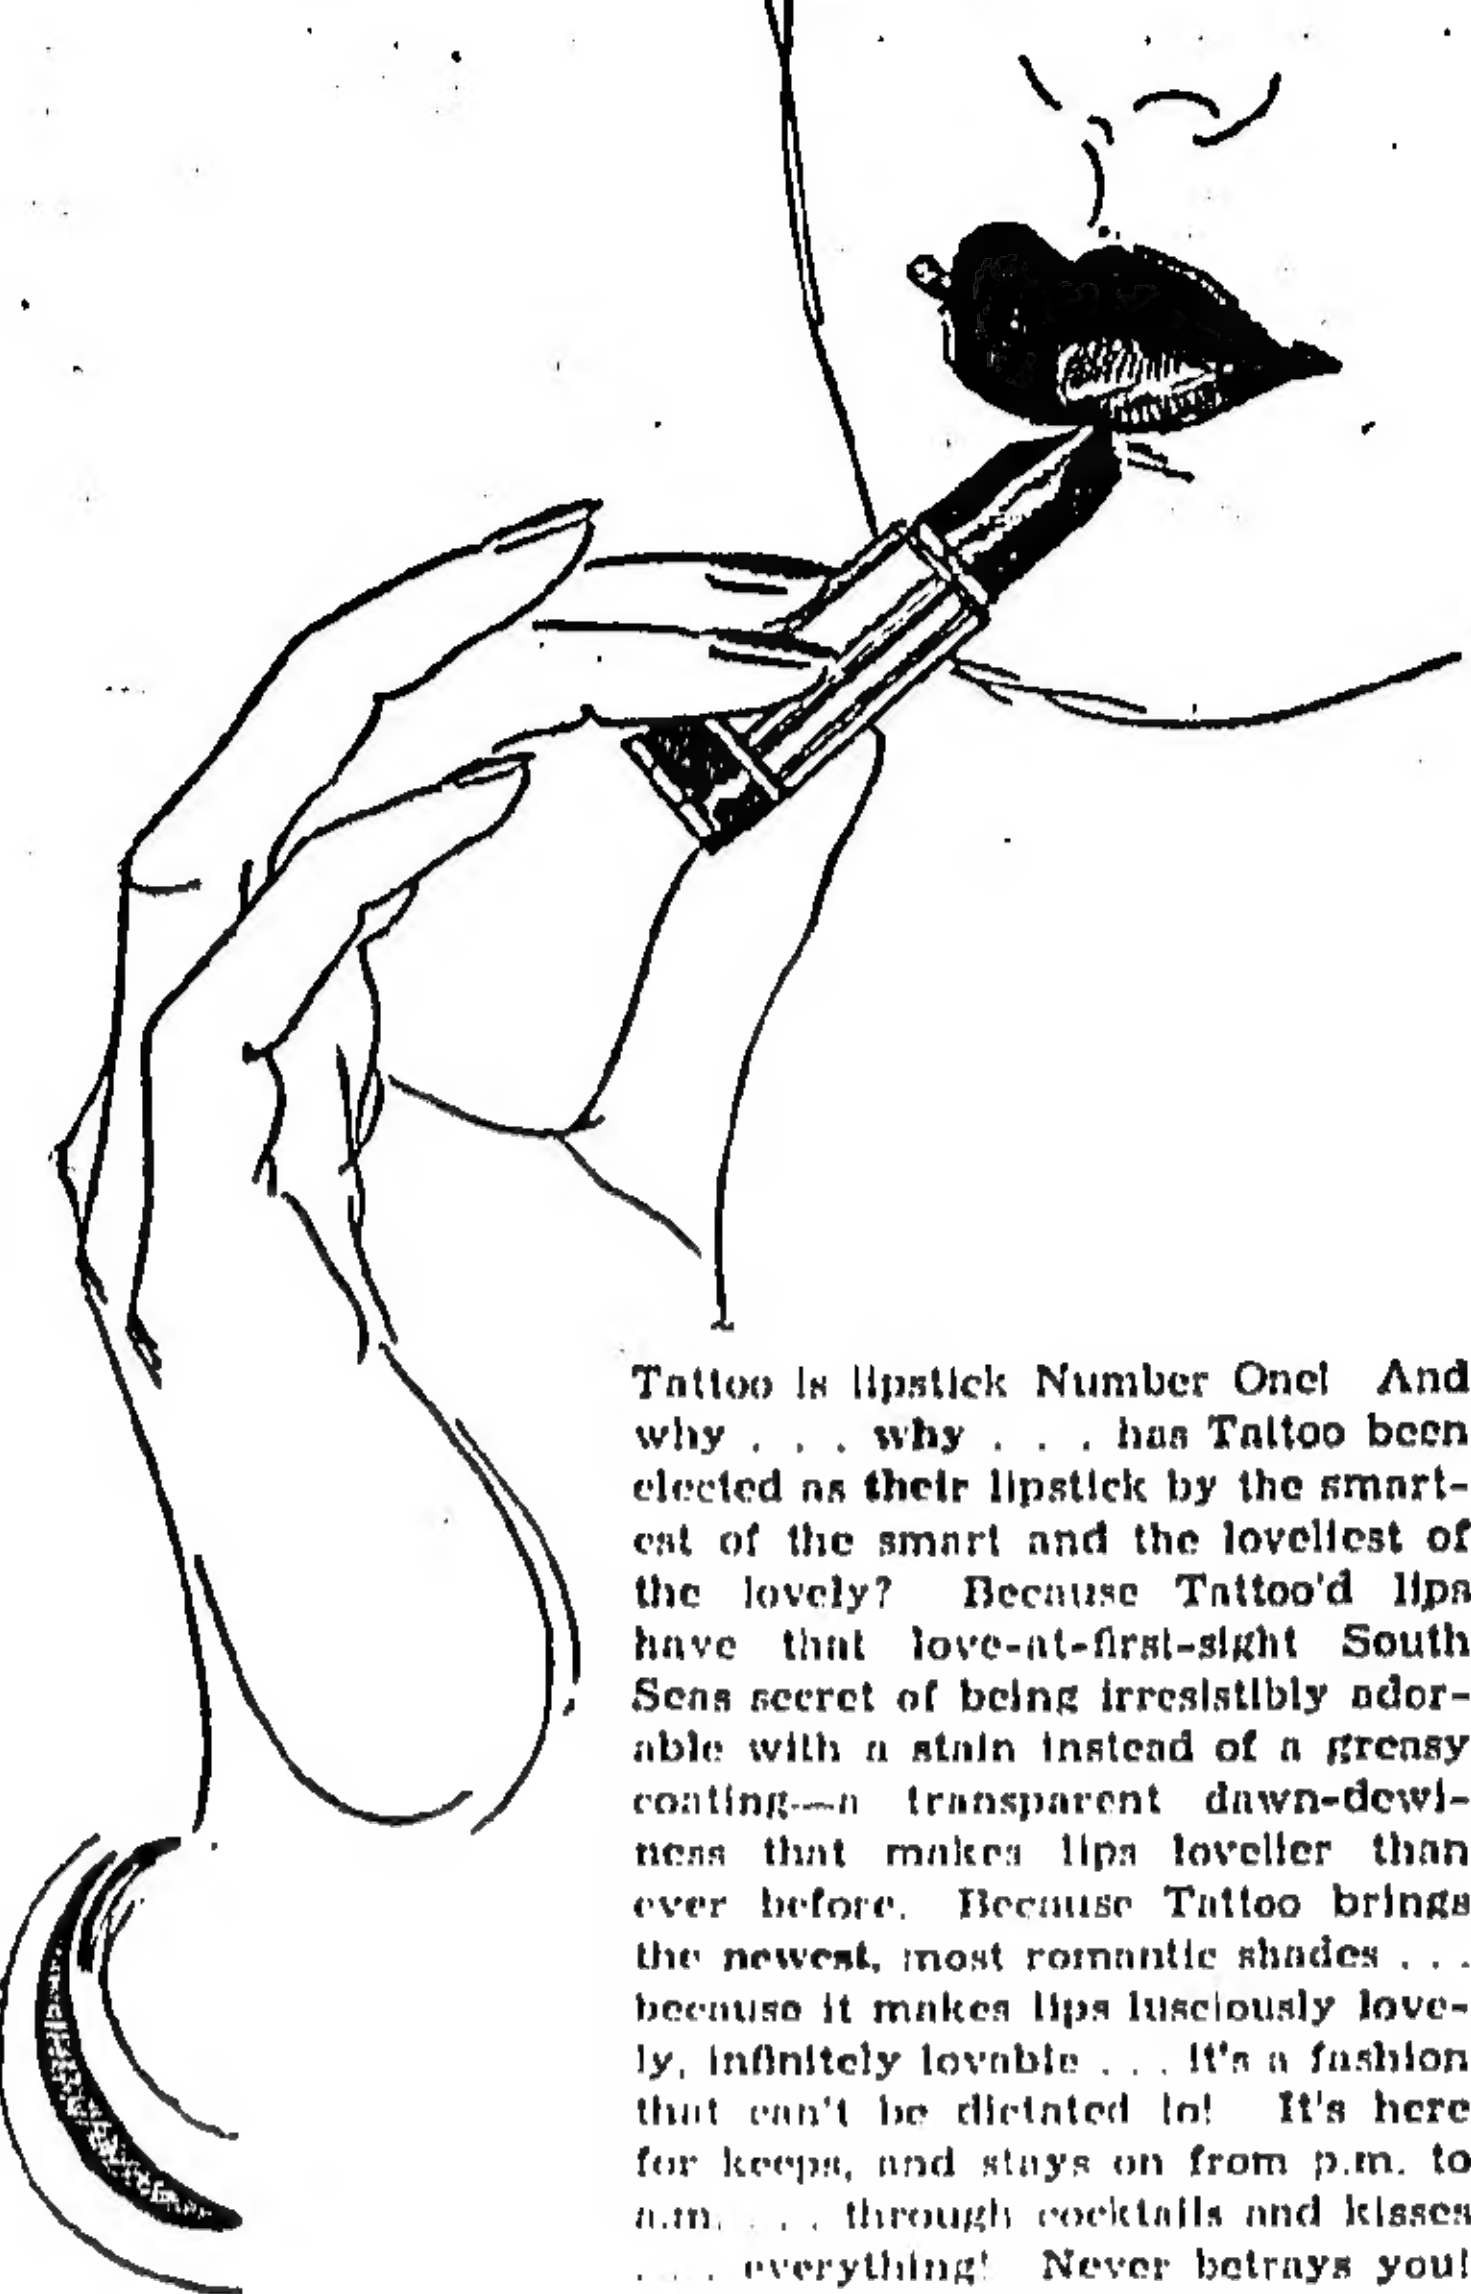 Tattoo is lipstick Number One! And
why . . . why . . . has Tattoo been
elected as their lipstick by the smart-
est of the smart and the loveliest of
the lovely? Because Tattoo'd lips
have that love-at-first-sight South
Seas secret of being irresistibly ador-
able with a stain instead of a greasy
coating—a transparent dawn-dewi-
ness that makes lips lovelier than
ever before. Because Tattoo brings
the newest, most romantic shades . . .
because it makes lips lusciously love-
ly, infinitely lovable . . . it's a fashion
that can't be dictated to! It's here
for keeps, and stays on from p.m. to
a.m. . . . through cocktails and kisses
. . . everything! Never betrays you!